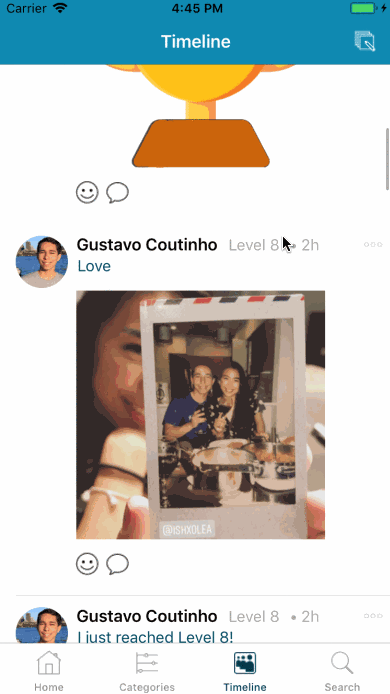 Carrier 4:45 PM
Timeline
Gustavo Coutinho Level 8 • 2h
Love
@ISHXOLEA
Gustavo Coutinho Level 8 • 2h
I just reached Level 8!
Home Categories Timeline Search